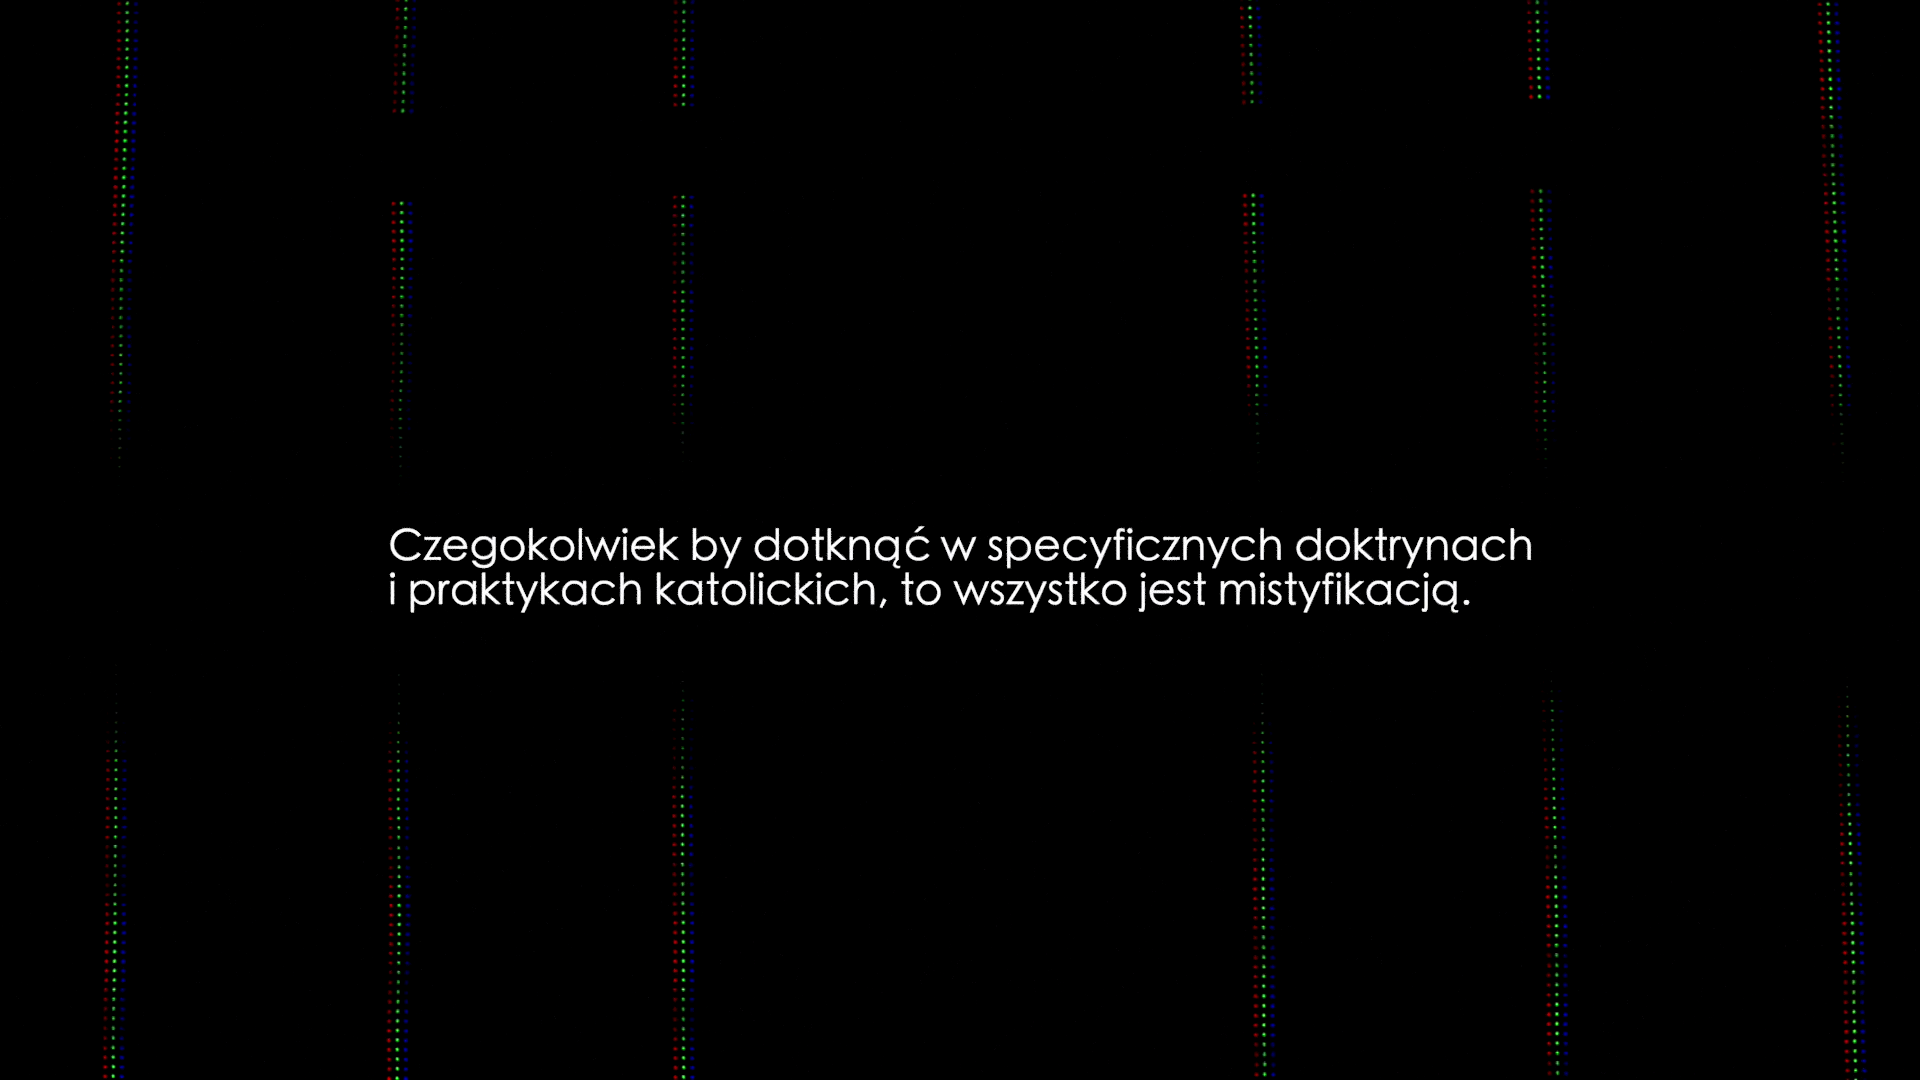 Czegokolwiek by dotknąć w specyficznych doktrynach
i praktykach katolickich, to wszystko jest mistyfikacją.